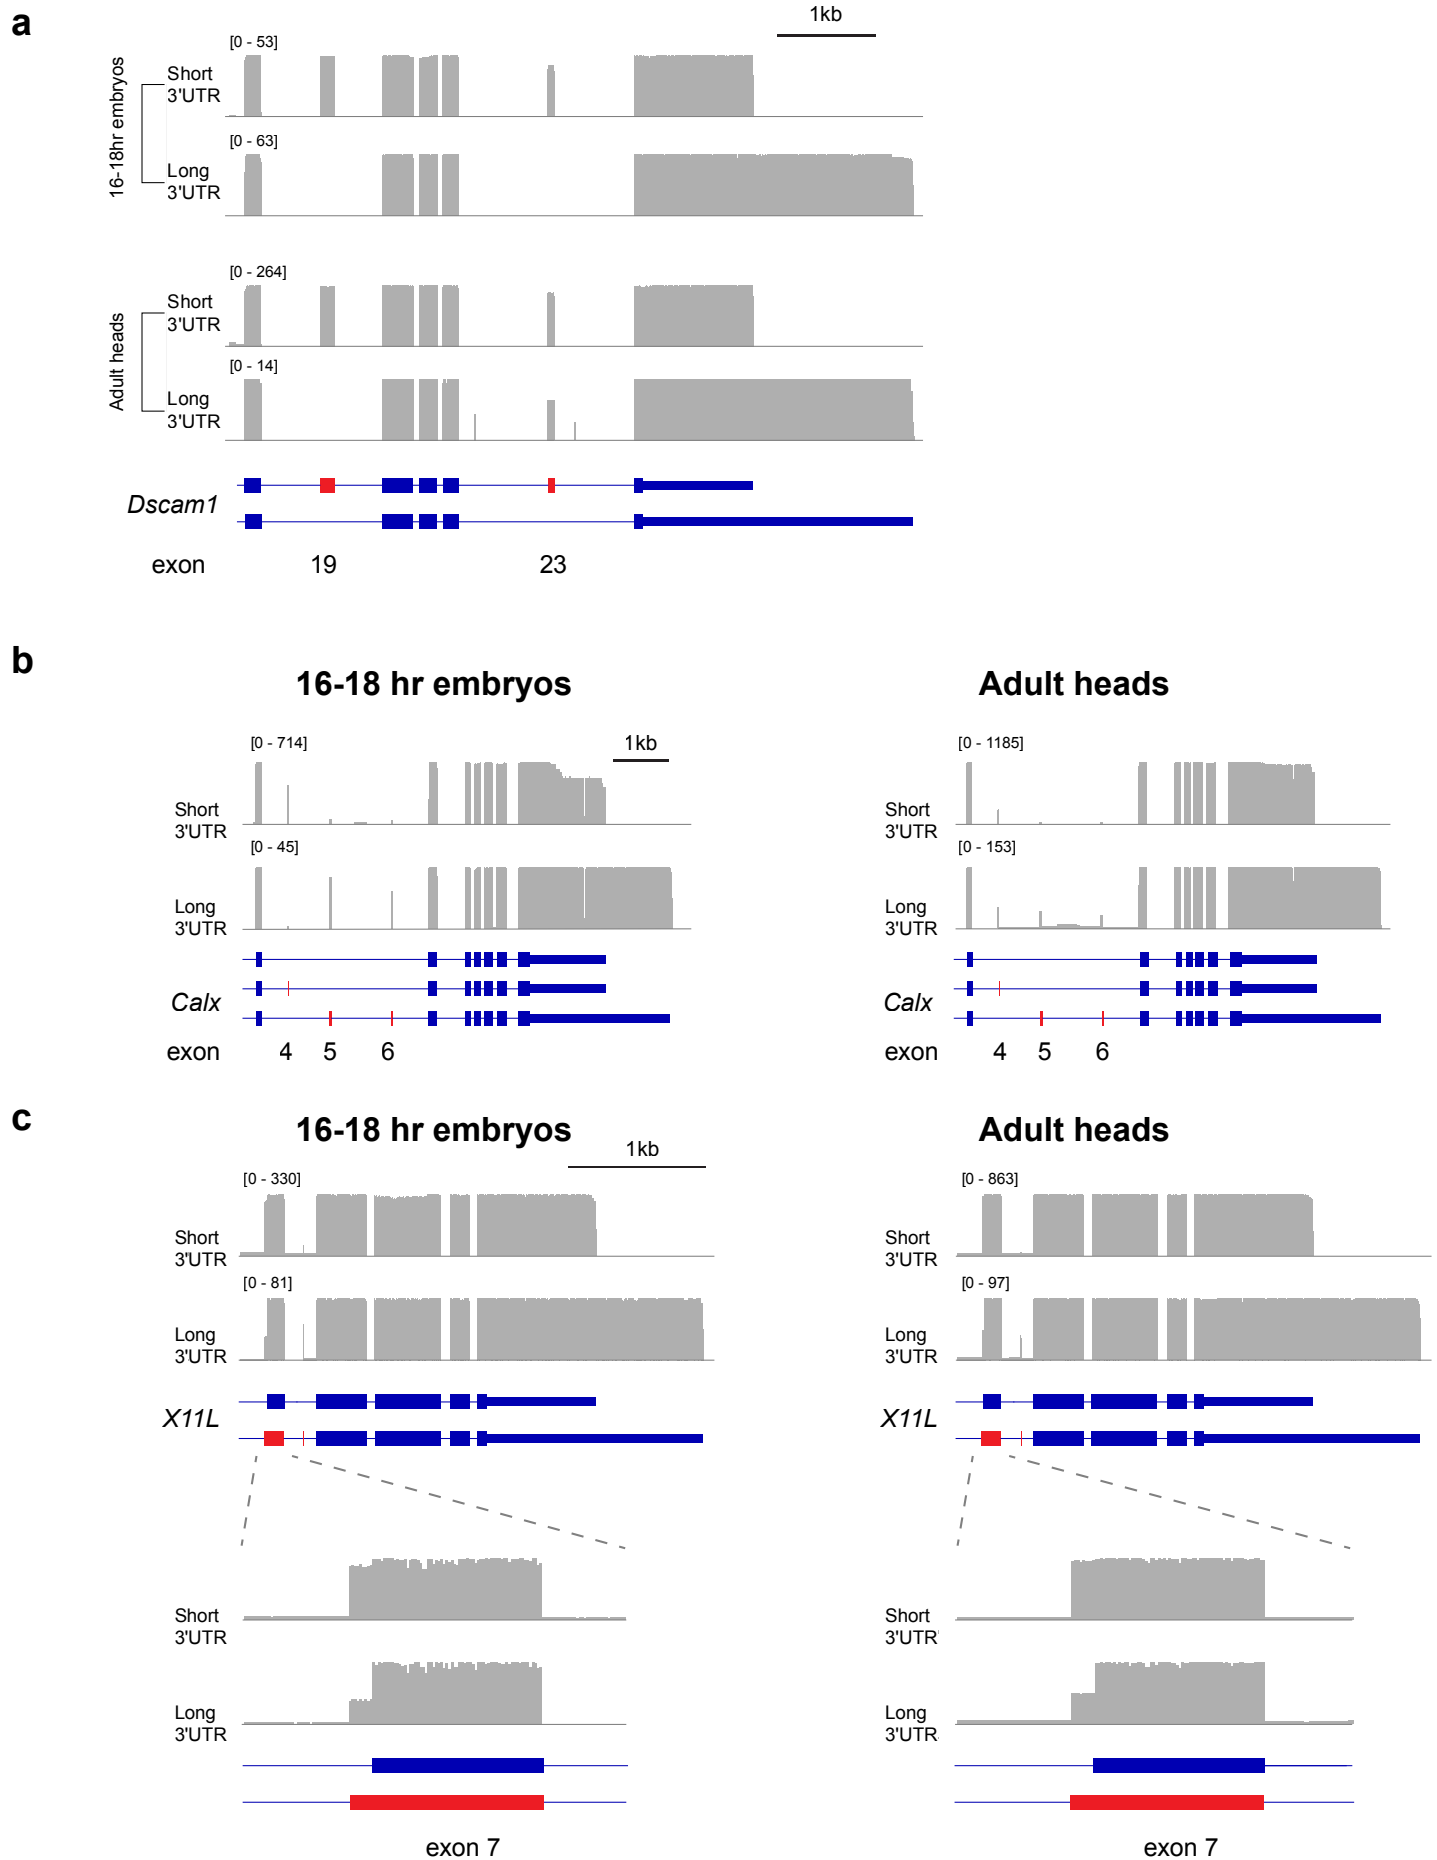 a
1kb
[0 - 53]
Short
3'UTR
16-18hr embryos
[0 - 63]
Long
3'UTR
[0 - 264]
Short
3'UTR
Adult heads
[0 - 14]
Long
3'UTR
Dscam1
exon 19 23
b
16-18 hr embryos
Adult heads
[0 - 714]
1kb
[0 - 1185]
Short
3'UTR
Short
3'UTR
[0 - 45]
[0 - 153]
Long
3'UTR
Long
3'UTR
Calx
Calx
exon 4 5 6
exon 4 5 6
c
16-18 hr embryos
Adult heads
1kb
[0 - 330]
[0 - 863]
Short
3'UTR
Short
3'UTR
[0 - 81]
[0 - 97]
Long
3'UTR
Long
3'UTR
X11L
X11L
Short
3'UTR
Short
3'UTR'
Long
3'UTR
Long
3'UTR
exon 7
exon 7